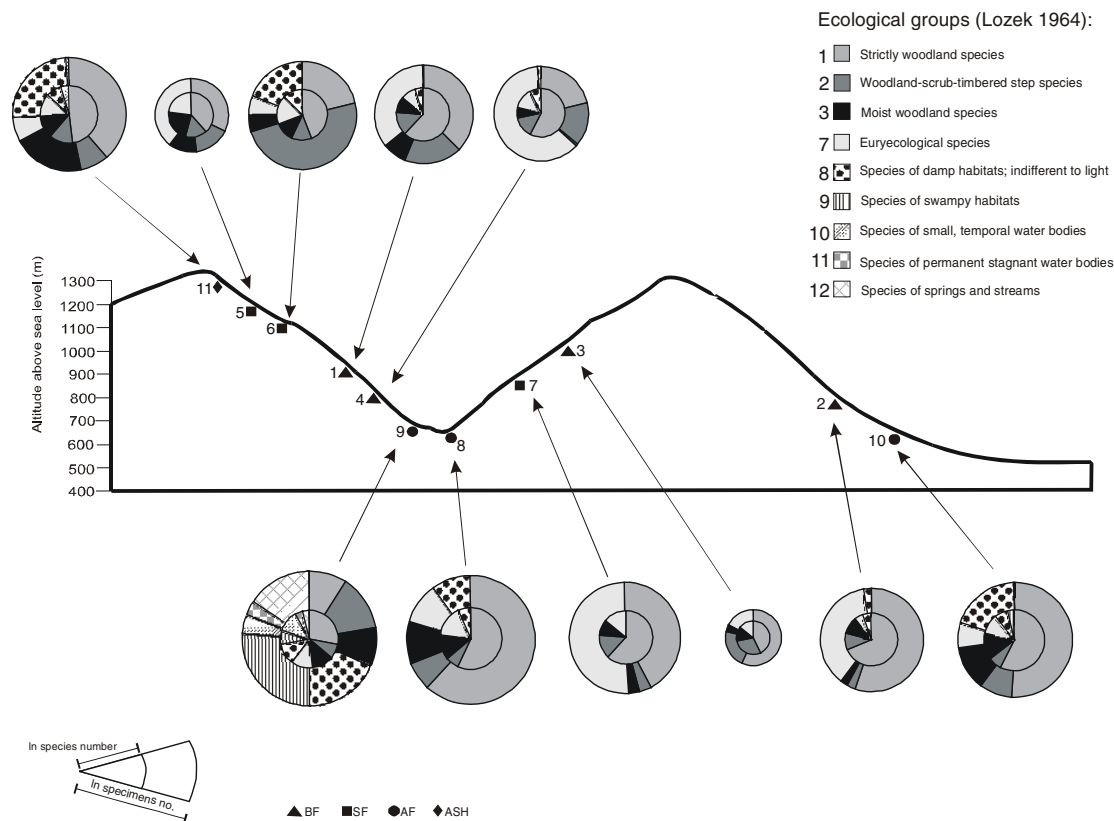 Ecological groups (Lozek 1964):
1 Strictly woodland species
2 Woodland-scrub-timbered step species
3 Moist woodland species
7 Euryecological species
8 Species of damp habitats; indifferent to light
9 Species of swampy habitats
10 Species of small, temporal water bodies
11 Species of permanent stagnant water bodies
12 Species of springs and streams
Altitude above sea level (m)
1300
1200
1100
1000
900
800
700
600
500
400
11
5
6
1
4
9
8
7
3
2
10
ln species number
ln specimens no.
BF SF AF ASH